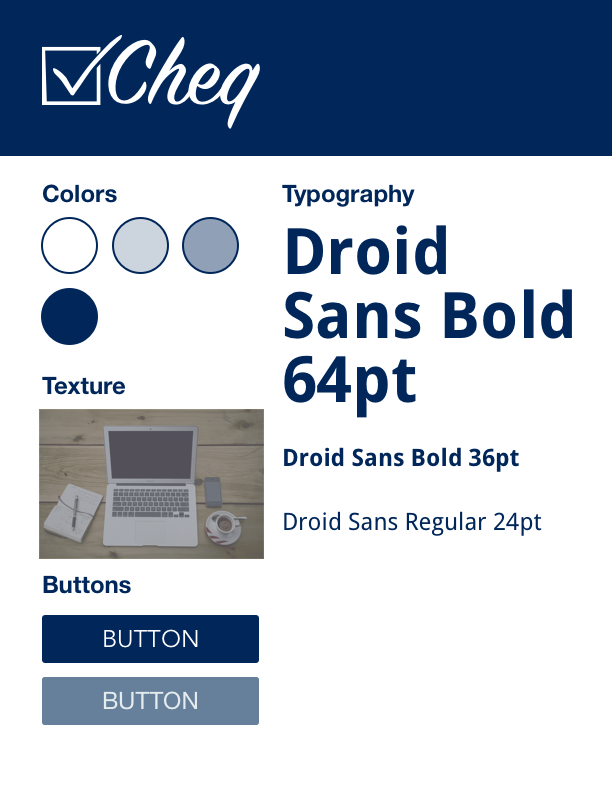 Cheq
Colors
Typography
Droid
Sans Bold
64pt
Texture
Droid Sans Bold 36pt
Droid Sans Regular 24pt
Buttons
BUTTON
BUTTON